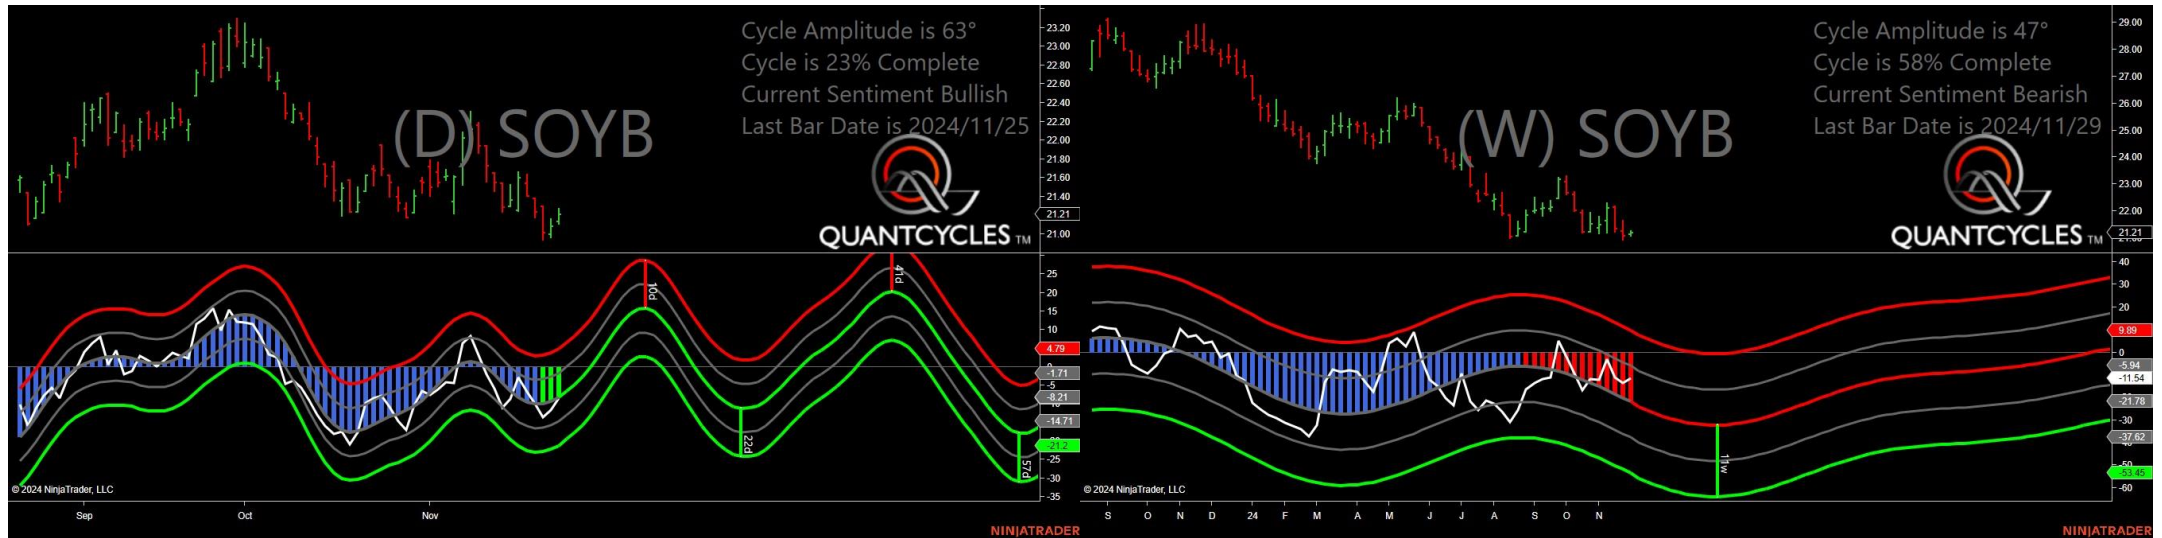 Cycle Amplitude is 63°
Cycle is 23% Complete
Current Sentiment Bullish
Last Bar Date is 2024/11/25
(D) SOYB
QUANTCYCLES TM
23.20
23.00
22.80
22.60
22.40
22.20
22.00
21.80
21.60
21.40
21.21
21.00
10d
41d
22d
57d
25
20
15
10
4.79
-1.71
-5
-8.21
-14.71
-21.2
-25
-30
-35
© 2024 NinjaTrader, LLC
Sep
Oct
Nov
NINJATRADER
Cycle Amplitude is 47°
Cycle is 58% Complete
Current Sentiment Bearish
Last Bar Date is 2024/11/29
(W) SOYB
QUANTCYCLES TM
29.00
28.00
27.00
26.00
25.00
24.00
23.00
22.00
21.21
11w
40
30
20
9.89
0
-5.94
-11.54
-21.78
-30
-37.62
-53.45
-60
© 2024 NinjaTrader, LLC
S
O
N
D
24
F
M
A
M
J
J
A
S
O
N
NINJATRADER